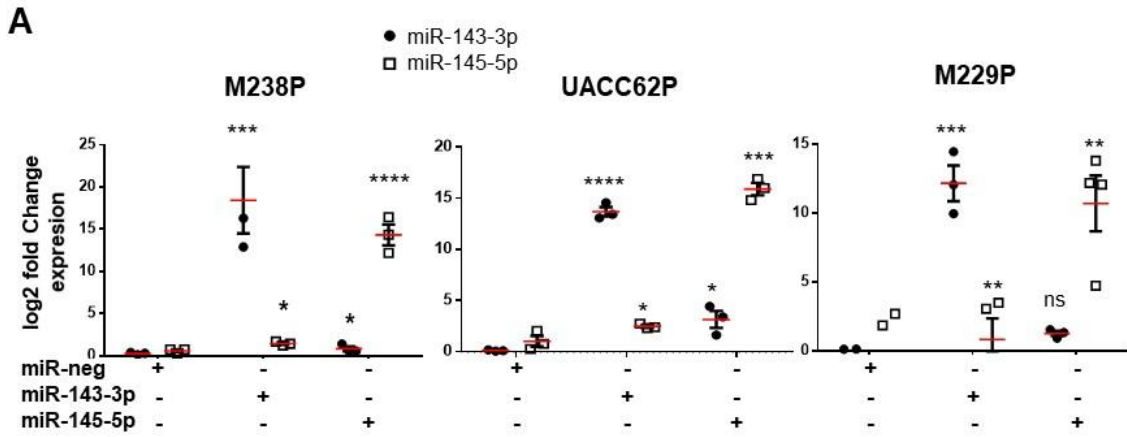 A
● miR-143-3p
□ miR-145-5p
M238P
UACC62P
M229P
log2 fold Change
expresion
25
20
15
10
5
0
***
*
*
****
20
15
10
5
0
****
*
*
***
15
10
5
0
***
**
ns
**
miR-neg + - - + - - + - -
miR-143-3p - + - - + - - + -
miR-145-5p - - + - - + - - +